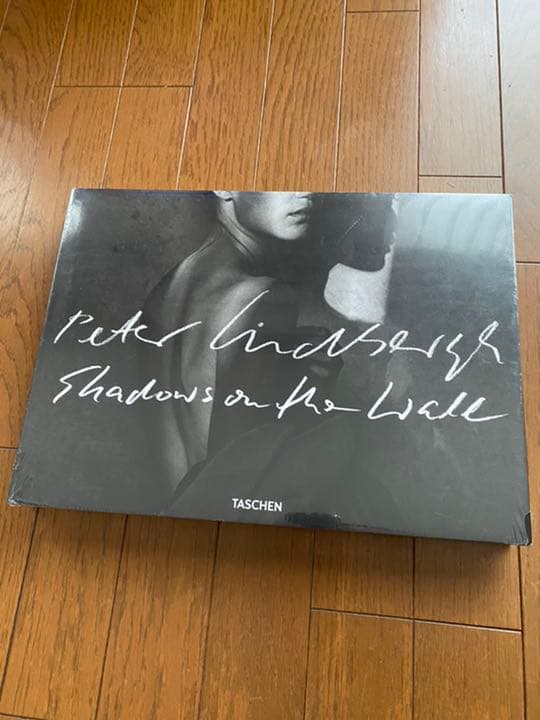 Peter Lindbergh
Shadows on the Wall
TASCHEN